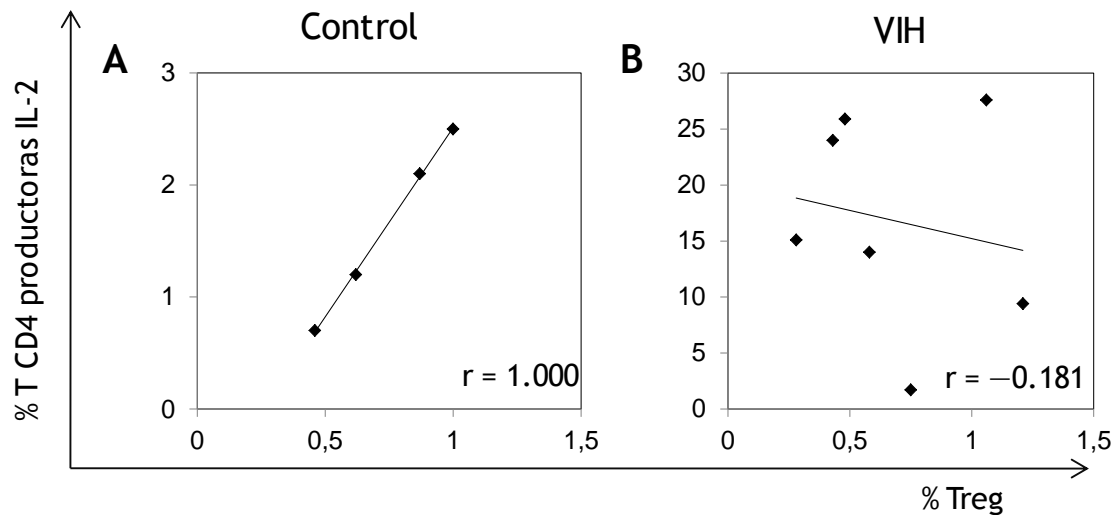 Control
VIH
A
B
% T CD4 productoras IL-2
3
2
1
0
0
0,5
1
1,5
r = 1.000
30
25
20
15
10
5
0
0
0,5
1
1,5
r = −0.181
% Treg